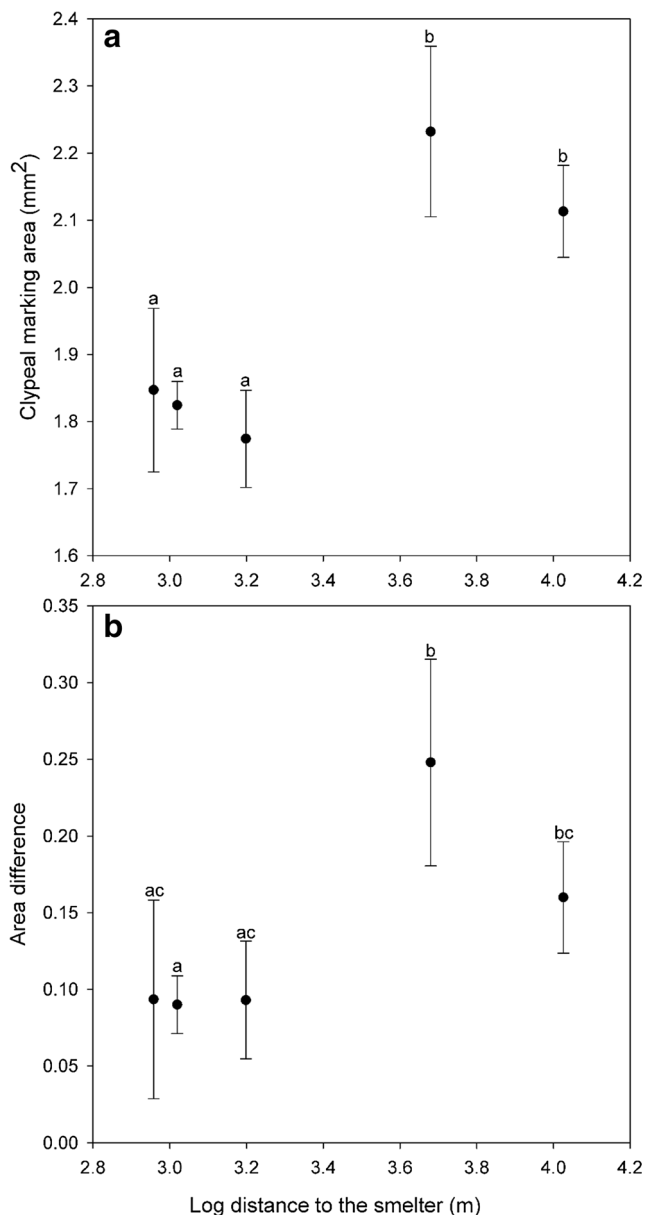 a
Clypeal marking area (mm²)
2.4
2.3
2.2
2.1
2.0
1.9
1.8
1.7
1.6
a
a
a
b
b
2.8 3.0 3.2 3.4 3.6 3.8 4.0 4.2
b
Area difference
0.35
0.30
0.25
0.20
0.15
0.10
0.05
0.00
ac
a
ac
b
bc
2.8 3.0 3.2 3.4 3.6 3.8 4.0 4.2
Log distance to the smelter (m)